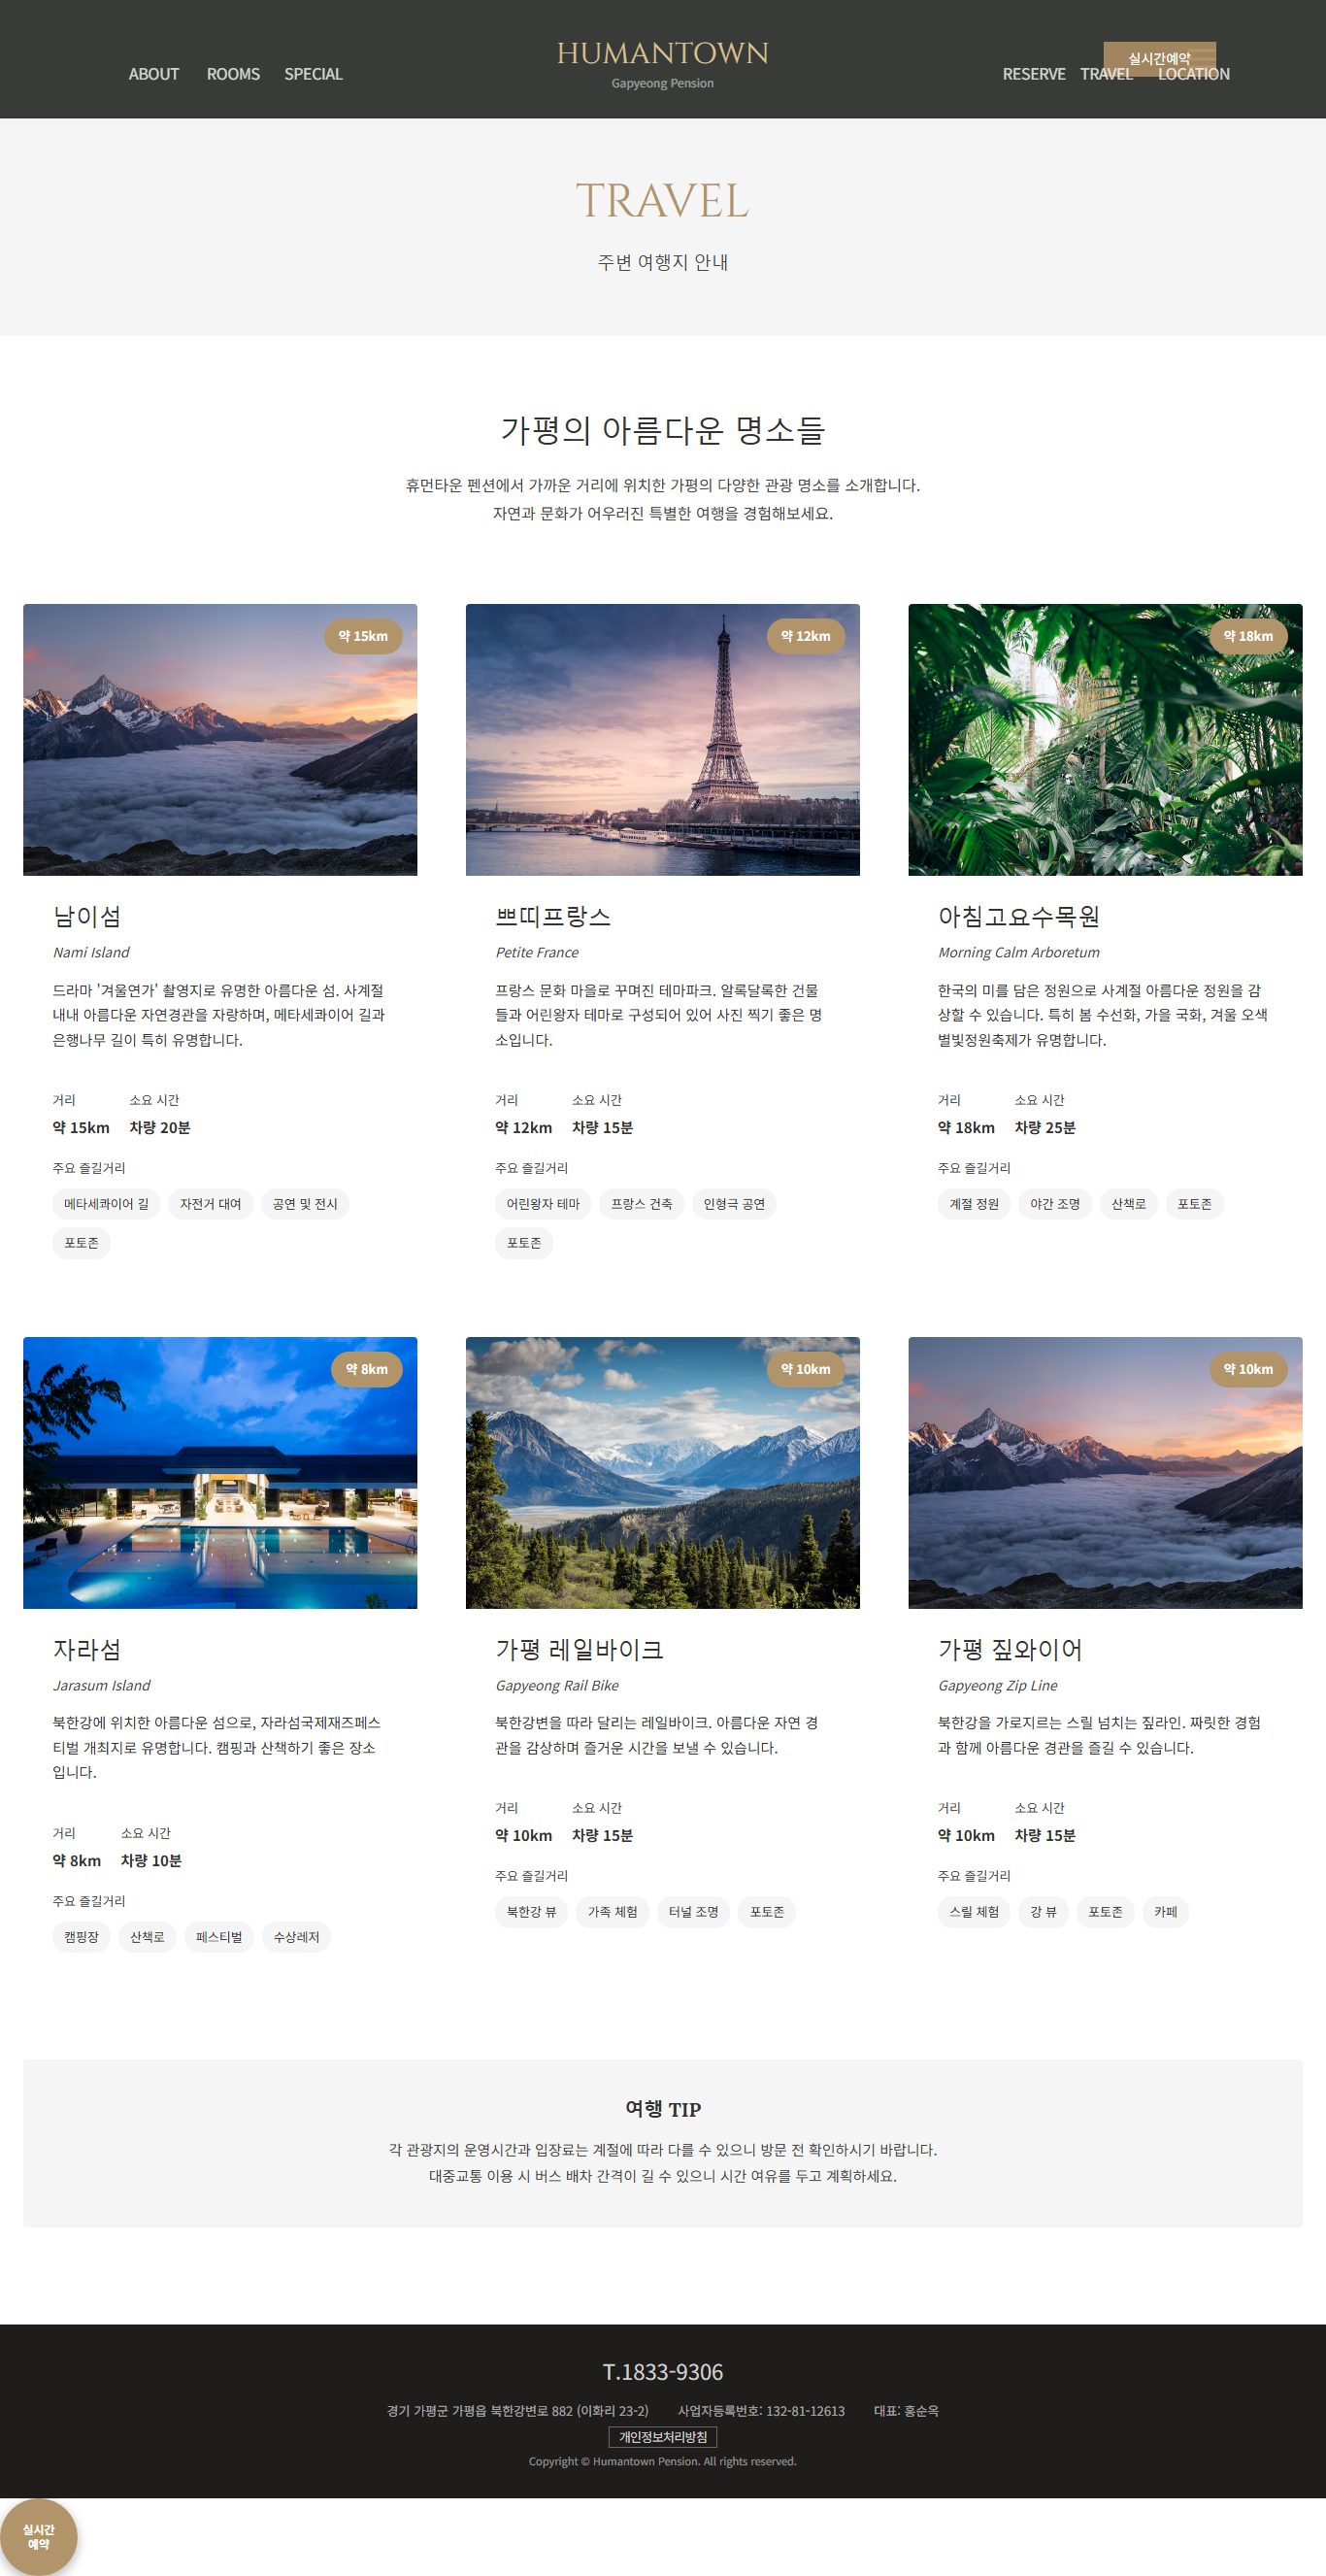 ABOUT ROOMS SPECIAL
HUMANTOWN
Gapyeong Pension
실시간예약
RESERVE TRAVEL LOCATION
TRAVEL
주변 여행지 안내
가평의 아름다운 명소들
휴먼타운 펜션에서 가까운 거리에 위치한 가평의 다양한 관광 명소를 소개합니다.
자연과 문화가 어우러진 특별한 여행을 경험해보세요.
약 15km
남이섬
Nami Island
드라마 '겨울연가' 촬영지로 유명한 아름다운 섬. 사계절
내내 아름다운 자연경관을 자랑하며, 메타세콰이어 길과
은행나무 길이 특히 유명합니다.
거리 소요 시간
약 15km 차량 20분
주요 즐길거리
메타세콰이어 길 자전거 대여 공연 및 전시
포토존
약 12km
쁘띠프랑스
Petite France
프랑스 문화 마을로 꾸며진 테마파크. 알록달록한 건물
들과 어린왕자 테마로 구성되어 있어 사진 찍기 좋은 명
소입니다.
거리 소요 시간
약 12km 차량 15분
주요 즐길거리
어린왕자 테마 프랑스 건축 인형극 공연
포토존
약 18km
아침고요수목원
Morning Calm Arboretum
한국의 미를 담은 정원으로 사계절 아름다운 정원을 감
상할 수 있습니다. 특히 봄 수선화, 가을 국화, 겨울 오색
별빛정원축제가 유명합니다.
거리 소요 시간
약 18km 차량 25분
주요 즐길거리
계절 정원 야간 조명 산책로 포토존
약 8km
자라섬
Jarasum Island
북한강에 위치한 아름다운 섬으로, 자라섬국제재즈페스
티벌 개최지로 유명합니다. 캠핑과 산책하기 좋은 장소
입니다.
거리 소요 시간
약 8km 차량 10분
주요 즐길거리
캠핑장 산책로 페스티벌 수상레저
약 10km
가평 레일바이크
Gapyeong Rail Bike
북한강변을 따라 달리는 레일바이크. 아름다운 자연 경
관을 감상하며 즐거운 시간을 보낼 수 있습니다.
거리 소요 시간
약 10km 차량 15분
주요 즐길거리
북한강 뷰 가족 체험 터널 조명 포토존
약 10km
가평 짚와이어
Gapyeong Zip Line
북한강을 가로지르는 스릴 넘치는 짚라인. 짜릿한 경험
과 함께 아름다운 경관을 즐길 수 있습니다.
거리 소요 시간
약 10km 차량 15분
주요 즐길거리
스릴 체험 강 뷰 포토존 카페
여행 TIP
각 관광지의 운영시간과 입장료는 계절에 따라 다를 수 있으니 방문 전 확인하시기 바랍니다.
대중교통 이용 시 버스 배차 간격이 길 수 있으니 시간 여유를 두고 계획하세요.
T.1833-9306
경기 가평군 가평읍 북한강변로 882 (이화리 23-2) 사업자등록번호: 132-81-12613 대표: 홍순옥
개인정보처리방침
Copyright © Humantown Pension. All rights reserved.
실시간
예약